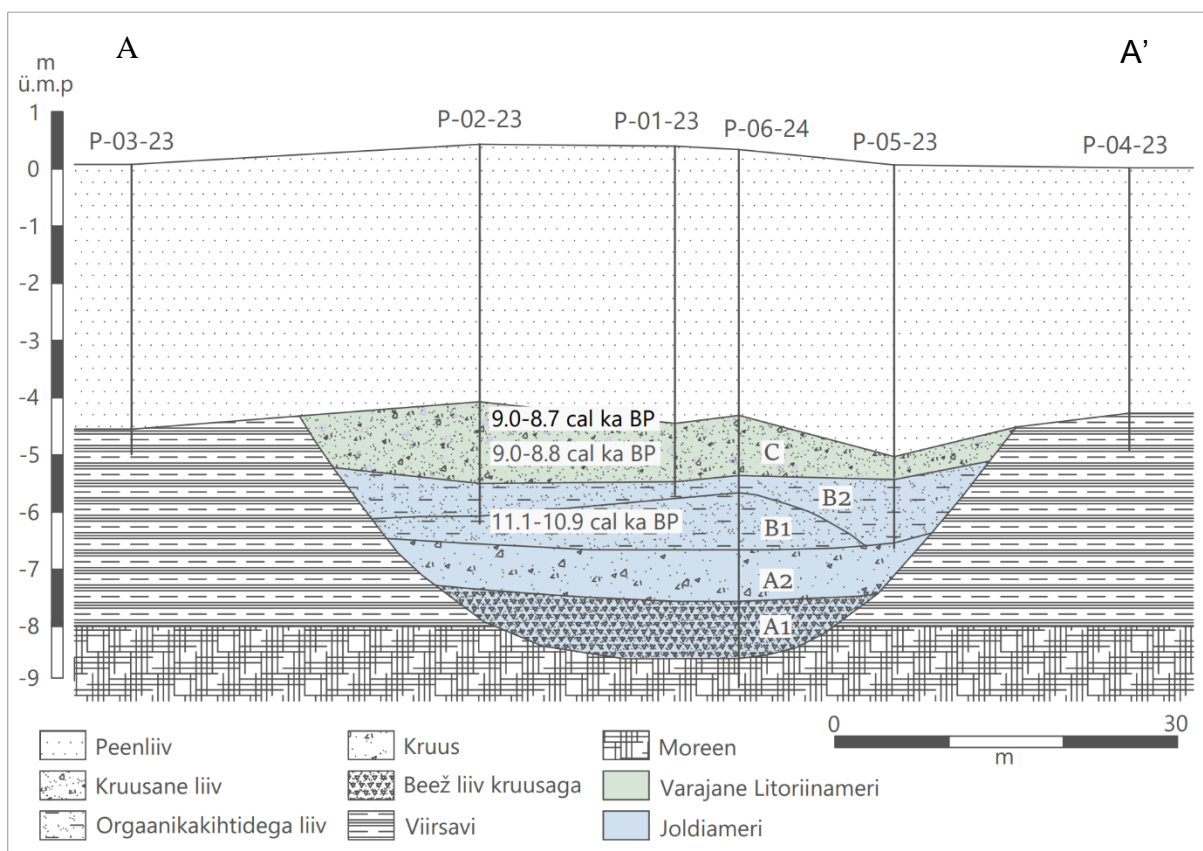 A
A'
m
ü.m.p
1
0
-1
-2
-3
-4
-5
-6
-7
-8
-9
P-03-23
P-02-23
P-01-23
P-06-24
P-05-23
P-04-23
9.0-8.7 cal ka BP
9.0-8.8 cal ka BP
11.1-10.9 cal ka BP
C
B2
B1
A2
A1
0
30
m
Peenliiv
Kruusane liiv
Orgaanikakihtidega liiv
Kruus
Beež liiv kruusaga
Viirsavi
Moreen
Varajane Litoriinameri
Joldiameri